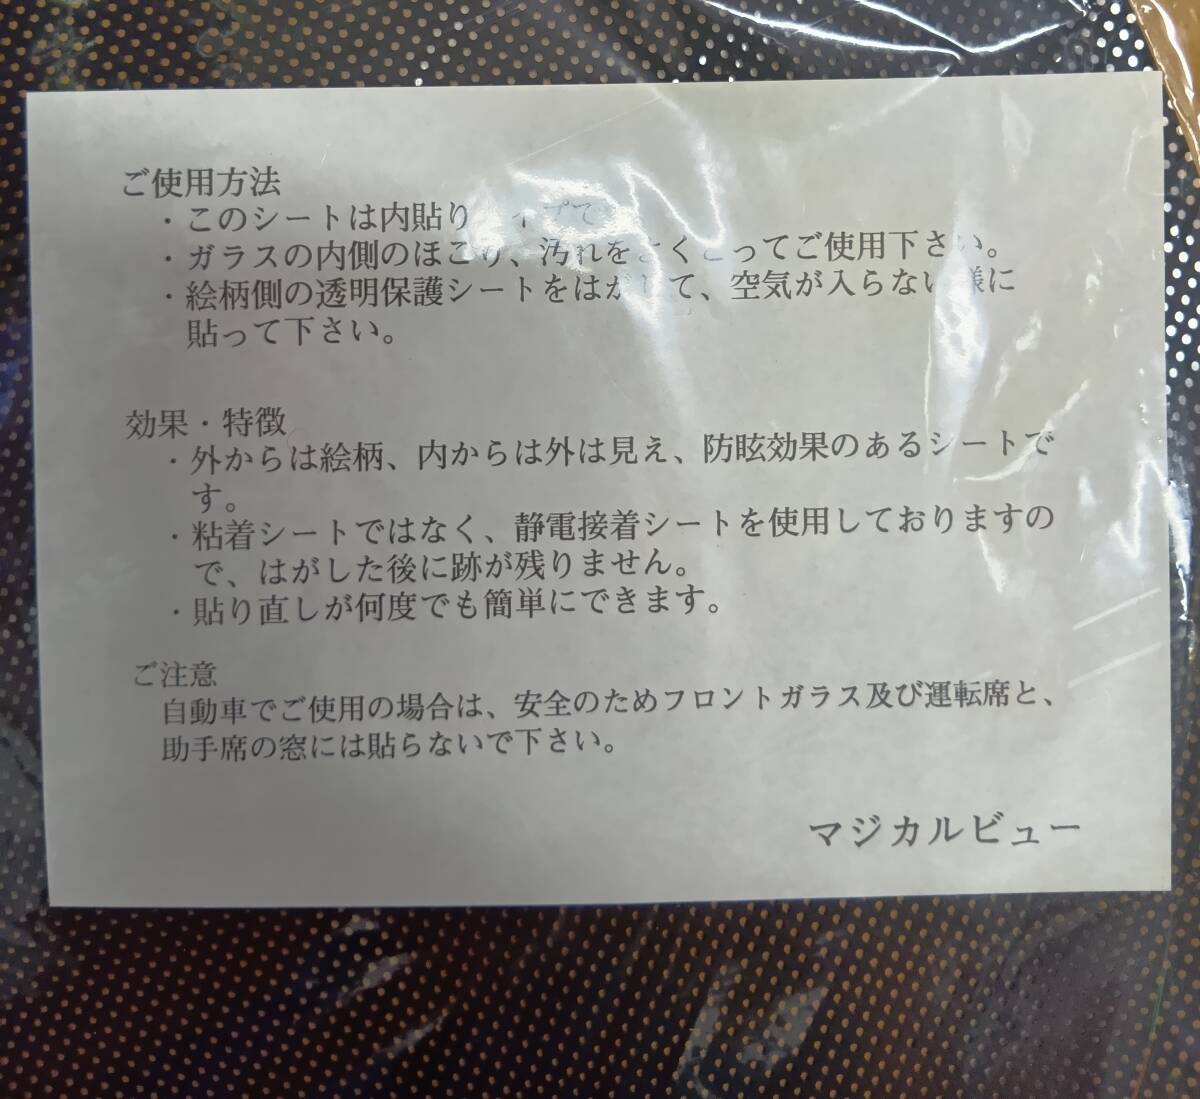 ご使用方法
・このシートは内貼り
・ガラスの内側のほこり、汚れをよくとってご使用下さい。
・絵柄側の透明保護シートをはがして、空気が入らない様に
貼って下さい。
効果・特徴
・外からは絵柄、内からは外は見え、防眩効果のあるシートで
す。
・粘着シートではなく、静電接着シートを使用しておりますの
で、はがした後に跡が残りません。
・貼り直しが何度でも簡単にできます。
ご注意
自動車でご使用の場合は、安全のためフロントガラス及び運転席と、
助手席の窓には貼らないで下さい。
マジカルビュー